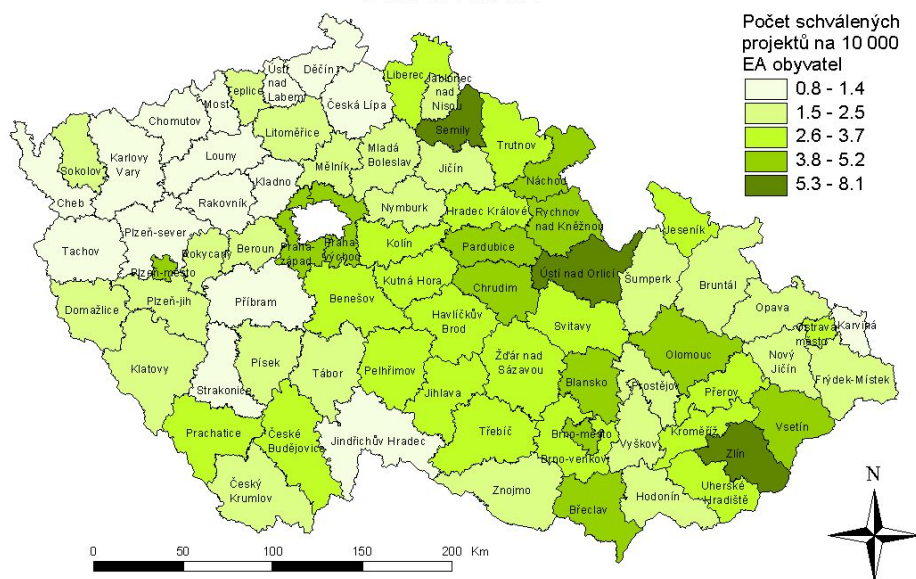 Počet schválených
projektů na 10 000
EA obyvatel
0.8 - 1.4
1.5 - 2.5
2.6 - 3.7
3.8 - 5.2
5.3 - 8.1
Děčín
Ústí
nad
Labem
Liberec
Jablonec
nad
Nisou
Teplice
Most
Česká Lípa
Chomutov
Semily
Litoměřice
Trutnov
Mladá
Boleslav
Louny
Karlovy
Vary
Sokolov
Mělník
Jičín
Náchod
Kladno
Cheb
Rakovník
Nymburk
Hradec Králové
Rychnov
nad Kněžnou
Jeseník
Plzeň-sever
Tachov
Rokycany
Beroun
Praha-
západ
Praha-
východ
Kolín
Pardubice
Ústí nad Orlicí
Šumperk
Bruntál
Plzeň-město
Kutná Hora
Chrudim
Plzeň-jih
Příbram
Benešov
Domažlice
Opava
Ostrava
město
Karviná
Havlíčkův
Brod
Svitavy
Olomouc
Nový
Jičín
Frýdek-Místek
Klatovy
Písek
Tábor
Pelhřimov
Žďár nad
Sázavou
Strakonice
Blansko
Prostějov
Přerov
Jihlava
Vsetín
Prachatice
České
Budějovice
Jindřichův Hradec
Třebíč
Brno-město
Brno-venkov
Vyškov
Kroměříž
Zlín
Uherské
Hradiště
Český
Krumlov
Znojmo
Hodonín
Břeclav
N
0 50 100 150 200 Km